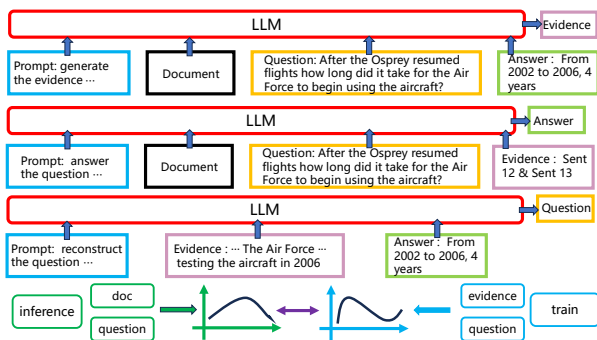 LLM
Evidence
Prompt: generate
the evidence ···
Document
Question: After the Osprey resumed
flights how long did it take for the Air
Force to begin using the aircraft?
Answer : From
2002 to 2006, 4
years
LLM
Answer
Prompt: answer
the question ···
Document
Question: After the Osprey resumed
flights how long did it take for the Air
Force to begin using the aircraft?
Evidence : Sent
12 & Sent 13
LLM
Question
Prompt: reconstruct
the question ···
Evidence : ··· The Air Force ···
testing the aircraft in 2006
Answer : From
2002 to 2006, 4
years
inference
doc
question
evidence
question
train